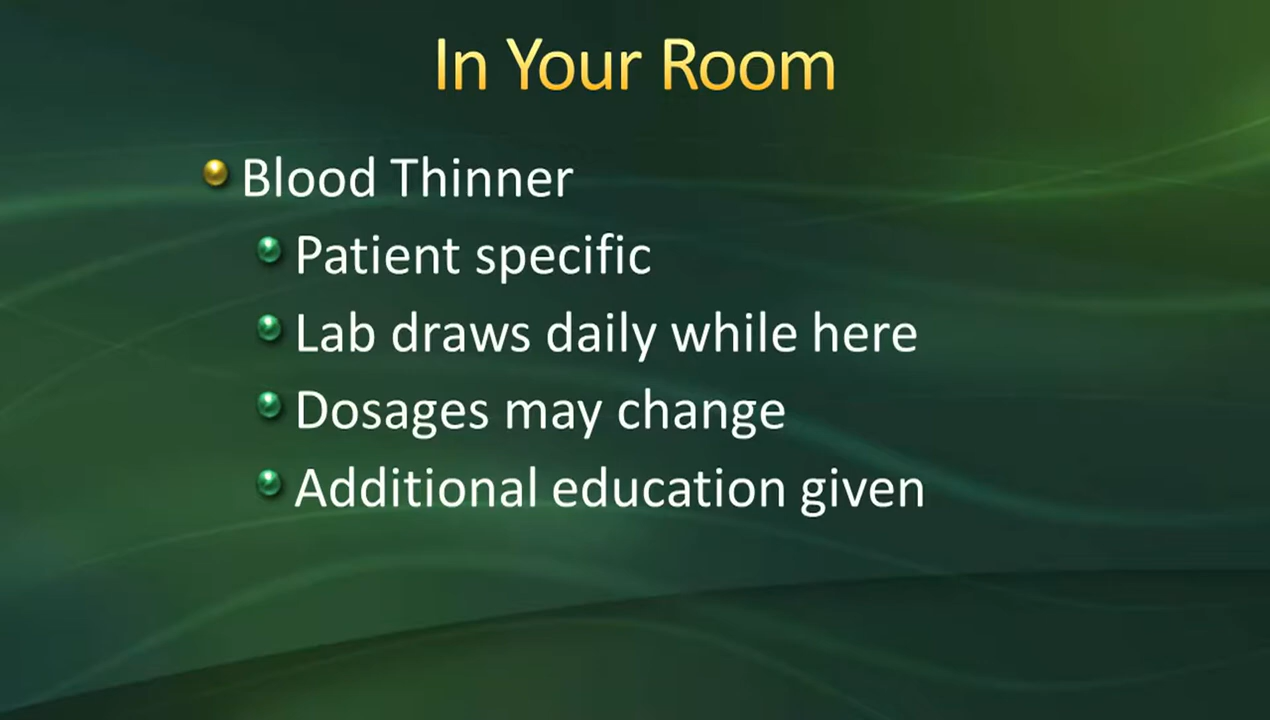 In Your Room
Blood Thinner
Patient specific
Lab draws daily while here
Dosages may change
Additional education given